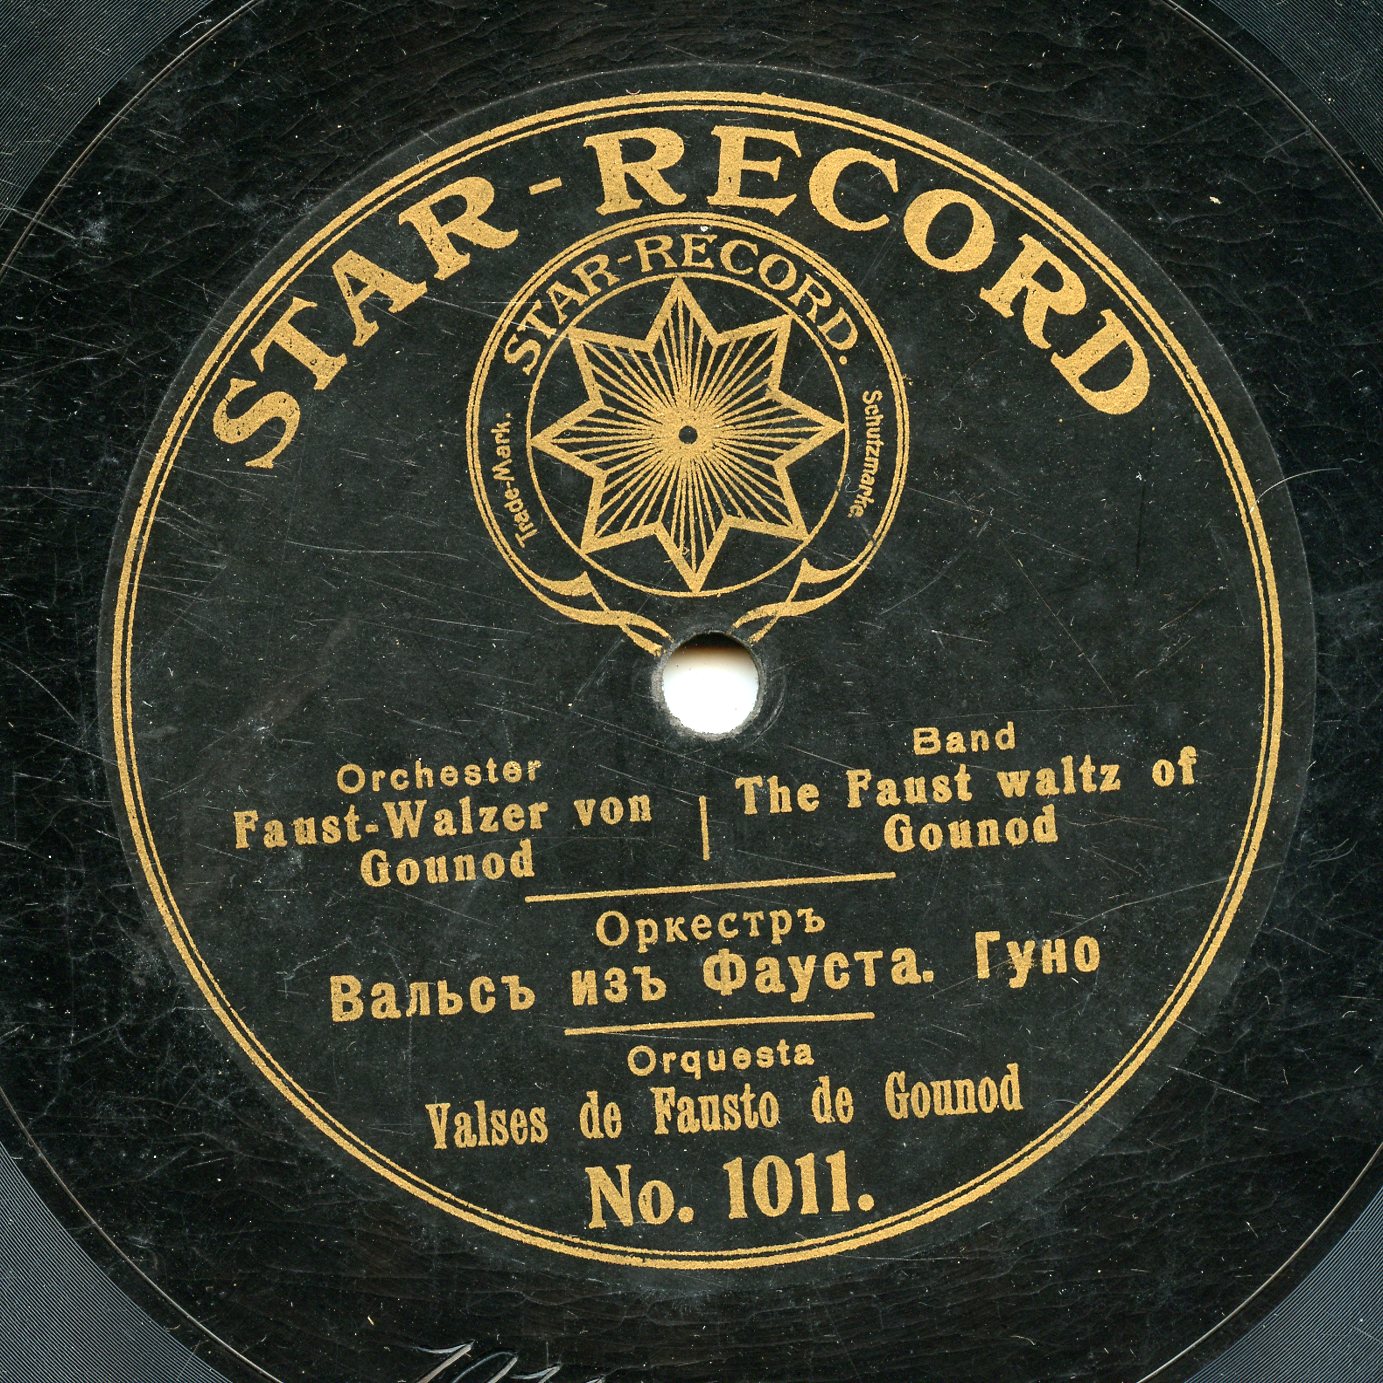 STAR-RECORD
STAR-RECORD.
Trade-Mark.
Schutzmarke.
Orchester
Faust-Walzer von
Gounod
Band
The Faust waltz of
Gounod
Оркестръ
Вальсъ изъ Фауста. Гуно
Orquesta
Valses de Fausto de Gounod
No. 1011.